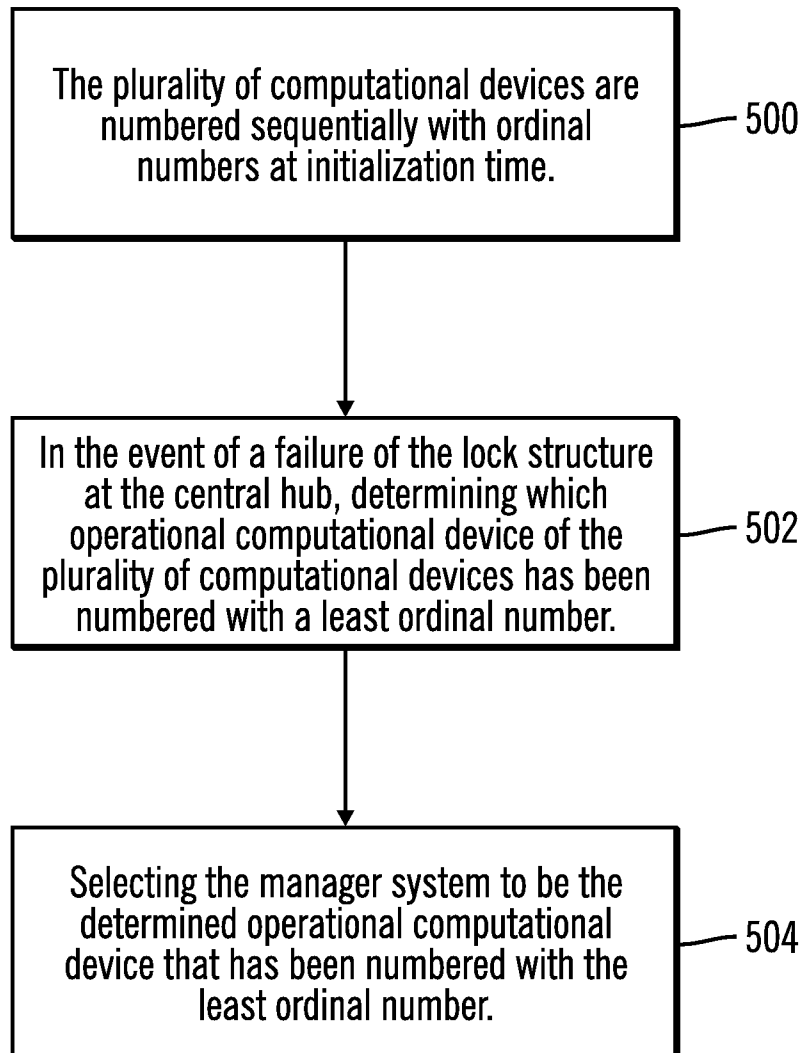 The plurality of computational devices are
numbered sequentially with ordinal
numbers at initialization time.
500
In the event of a failure of the lock structure
at the central hub, determining which
operational computational device of the
plurality of computational devices has been
numbered with a least ordinal number.
502
Selecting the manager system to be the
determined operational computational
device that has been numbered with the
least ordinal number.
504